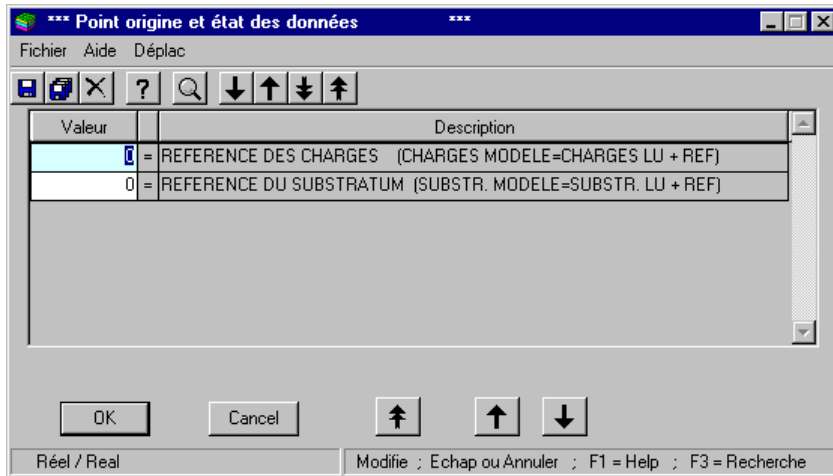 *** Point origine et état des données ***
Fichier Aide Déplac
?
Valeur Description
0 = REFERENCE DES CHARGES (CHARGES MODELE=CHARGES LU + REF)
0 = REFERENCE DU SUBSTRATUM (SUBSTR. MODELE=SUBSTR. LU + REF)
OK Cancel
Réel / Real Modifie ; Echap ou Annuler ; F1 = Help ; F3 = Recherche